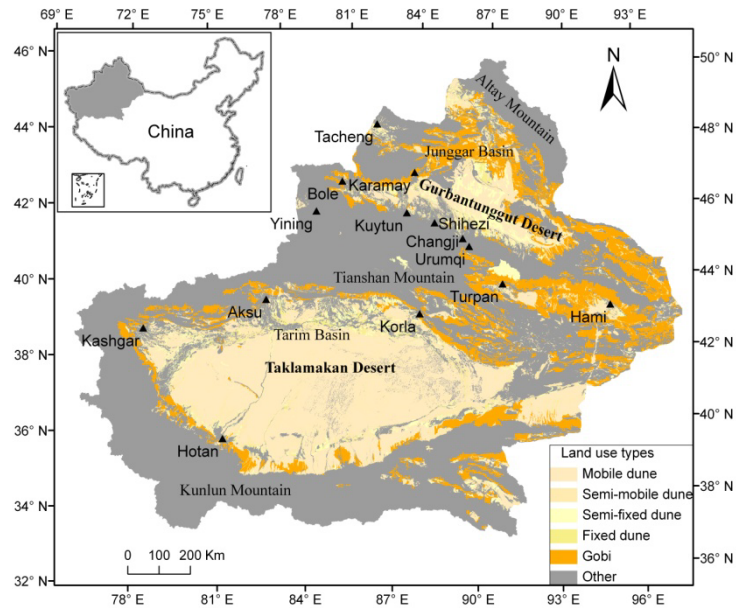 69° E 81° E 84° E 87° E 90° E 93° E
46° N
44° N
42° N
40° N
38° N
36° N
34° N
32° N
50° N
48° N
46° N
44° N
42° N
40° N
38° N
36° N
China
N
Altay Mountain
Tacheng
Junggar Basin
Karamay
Bole
Gurbantunggut Desert
Yining
Kuytun
Shihezi
Changji
Urumqi
Tianshan Mountain
Turpan
Hami
Aksu
Korla
Kashgar
Tarim Basin
Taklamakan Desert
Hotan
Kunlun Mountain
0 100 200 Km
Land use types
Mobile dune
Semi-mobile dune
Semi-fixed dune
Fixed dune
Gobi
Other
78° E 81° E 84° E 87° E 90° E 93° E 96° E